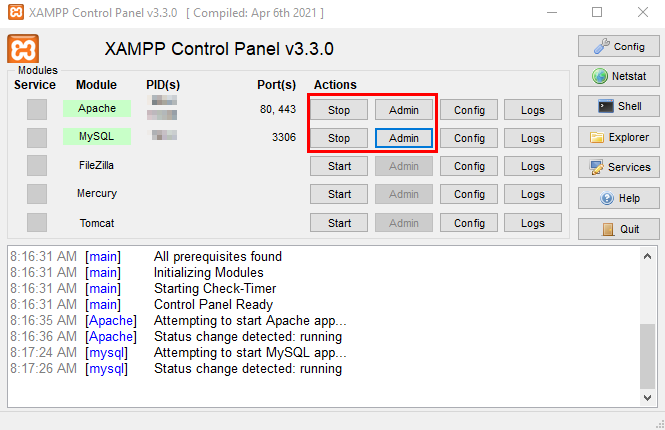 XAMPP Control Panel v3.3.0 [ Compiled: Apr 6th 2021 ]
XAMPP Control Panel v3.3.0
Config
Modules
Service Module PID(s) Port(s) Actions
Netstat
Apache 80, 443 Stop Admin Config Logs
Shell
MySQL 3306 Stop Admin Config Logs
Explorer
FileZilla Start Admin Config Logs
Services
Mercury Start Admin Config Logs
Help
Tomcat Start Admin Config Logs
Quit
8:16:31 AM [main] All prerequisites found
8:16:31 AM [main] Initializing Modules
8:16:31 AM [main] Starting Check-Timer
8:16:31 AM [main] Control Panel Ready
8:16:35 AM [Apache] Attempting to start Apache app...
8:16:36 AM [Apache] Status change detected: running
8:17:24 AM [mysql] Attempting to start MySQL app...
8:17:26 AM [mysql] Status change detected: running